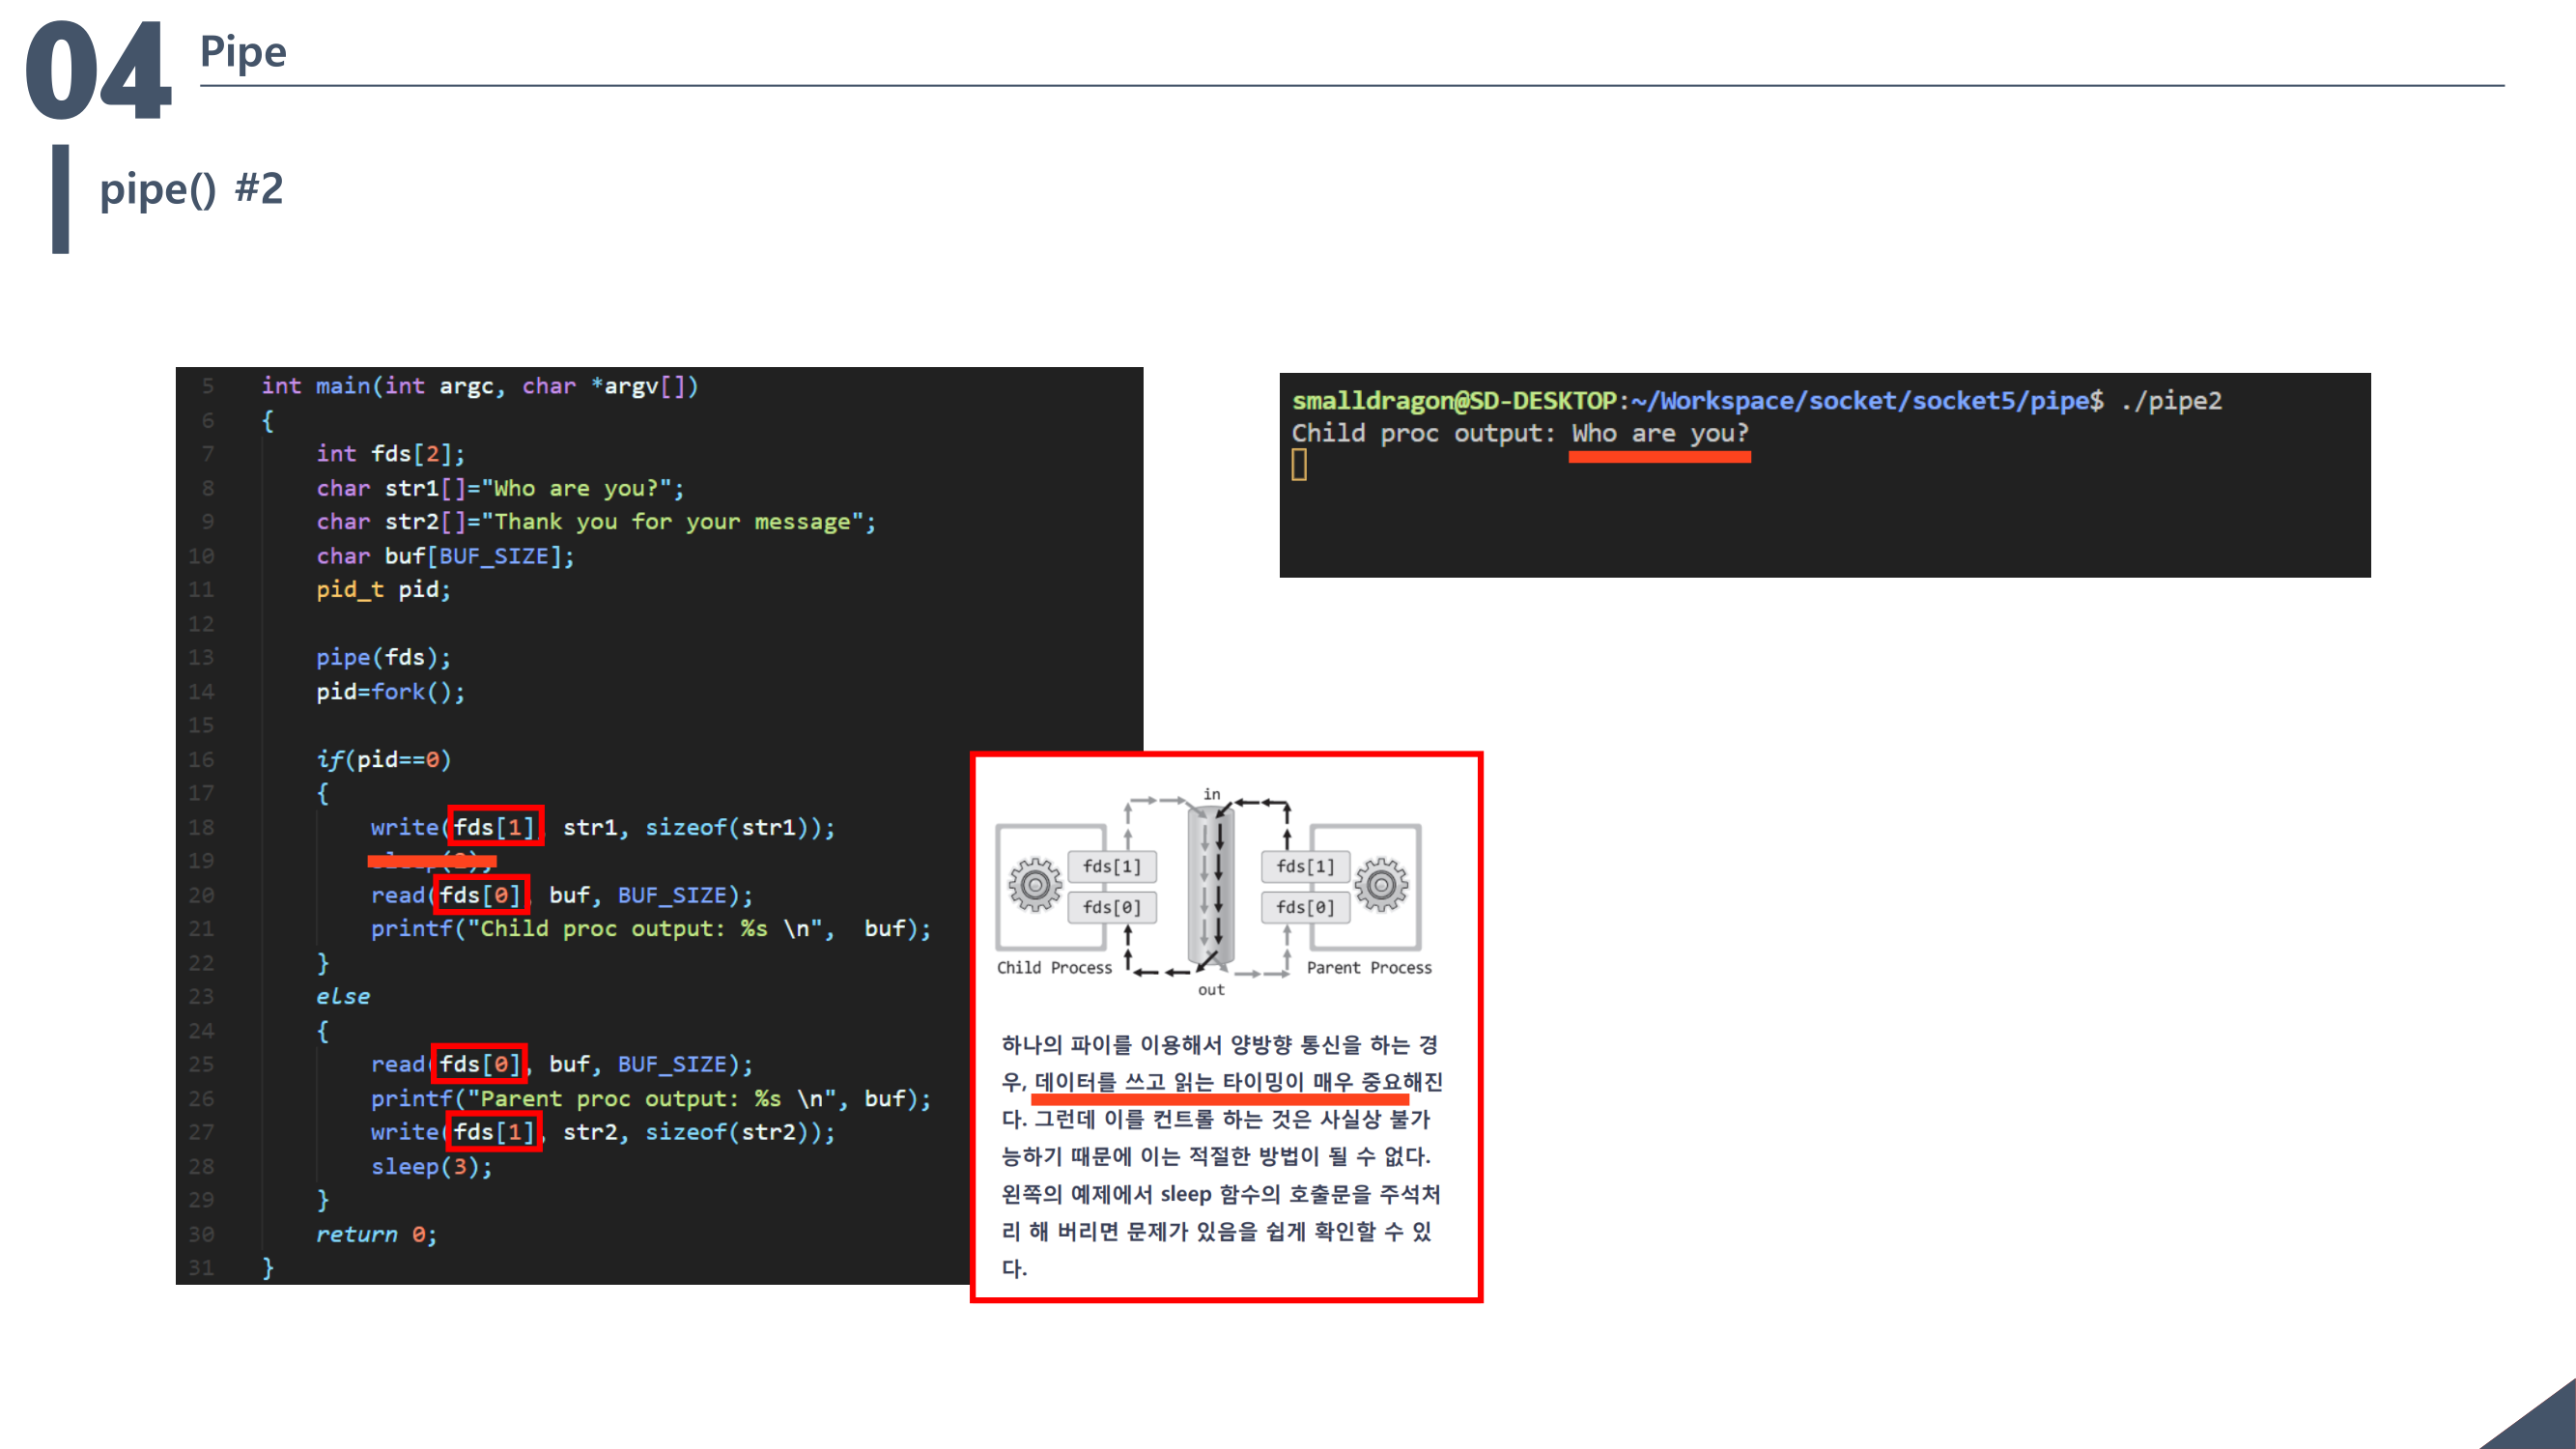 04
Pipe
pipe() #2
5 int main(int argc, char *argv[])
6 {
7 int fds[2];
8 char str1[]="Who are you?";
9 char str2[]="Thank you for your message";
10 char buf[BUF_SIZE];
11 pid_t pid;
12
13 pipe(fds);
14 pid=fork();
15
16 if(pid==0)
17 {
18 write(fds[1], str1, sizeof(str1));
19 sleep(2);
20 read(fds[0], buf, BUF_SIZE);
21 printf("Child proc output: %s \n",  buf);
22 }
23 else
24 {
25 read(fds[0], buf, BUF_SIZE);
26 printf("Parent proc output: %s \n", buf);
27 write(fds[1], str2, sizeof(str2));
28 sleep(3);
29 }
30 return 0;
31 }
smalldragon@SD-DESKTOP:~/Workspace/socket/socket5/pipe$ ./pipe2
Child proc output: Who are you?
in
fds[1]
fds[1]
fds[0]
fds[0]
Child Process
Parent Process
out
하나의 파이를 이용해서 양방향 통신을 하는 경
우, 데이터를 쓰고 읽는 타이밍이 매우 중요해진
다. 그런데 이를 컨트롤 하는 것은 사실상 불가
능하기 때문에 이는 적절한 방법이 될 수 없다.
왼쪽의 예제에서 sleep 함수의 호출문을 주석처
리 해 버리면 문제가 있음을 쉽게 확인할 수 있
다.